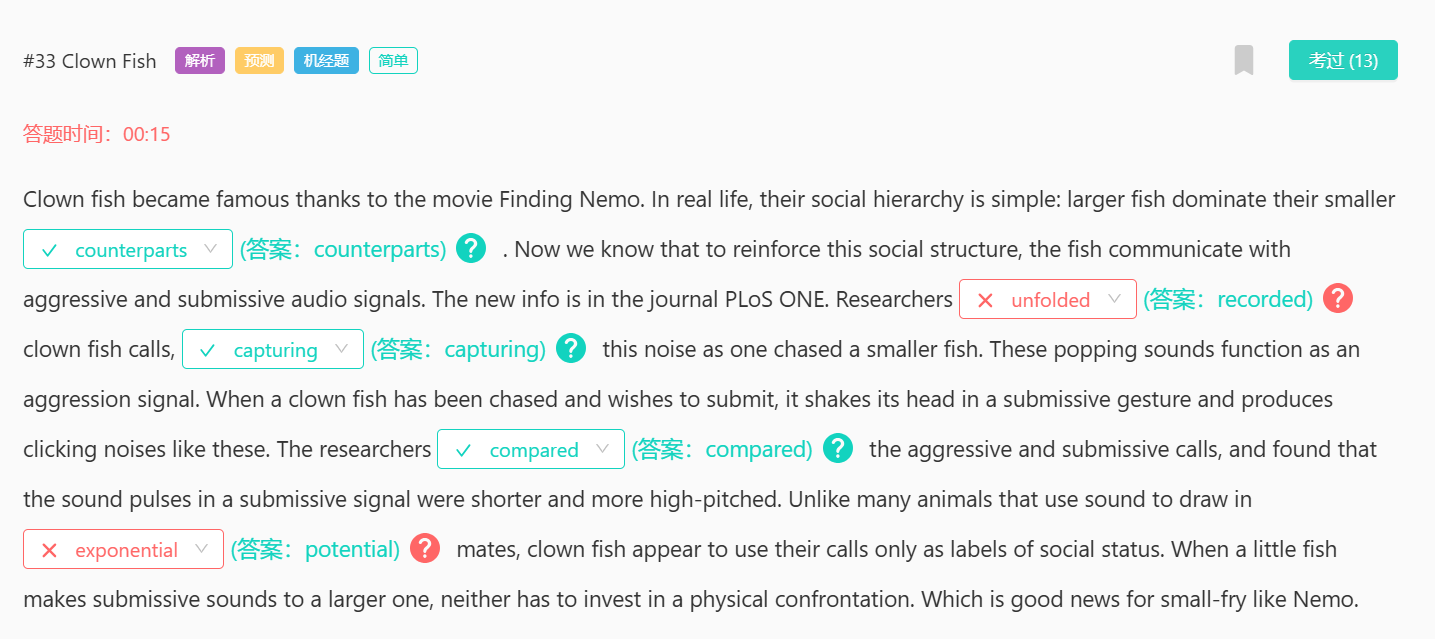 #33 Clown Fish 解析 预测 机经题 简单 考过 (13)
答题时间：00:15
Clown fish became famous thanks to the movie Finding Nemo. In real life, their social hierarchy is simple: larger fish dominate their smaller
counterparts (答案：counterparts) ? . Now we know that to reinforce this social structure, the fish communicate with
aggressive and submissive audio signals. The new info is in the journal PLoS ONE. Researchers unfolded (答案：recorded) ?
clown fish calls, capturing (答案：capturing) ? this noise as one chased a smaller fish. These popping sounds function as an
aggression signal. When a clown fish has been chased and wishes to submit, it shakes its head in a submissive gesture and produces
clicking noises like these. The researchers compared (答案：compared) ? the aggressive and submissive calls, and found that
the sound pulses in a submissive signal were shorter and more high-pitched. Unlike many animals that use sound to draw in
exponential (答案：potential) ? mates, clown fish appear to use their calls only as labels of social status. When a little fish
makes submissive sounds to a larger one, neither has to invest in a physical confrontation. Which is good news for small-fry like Nemo.